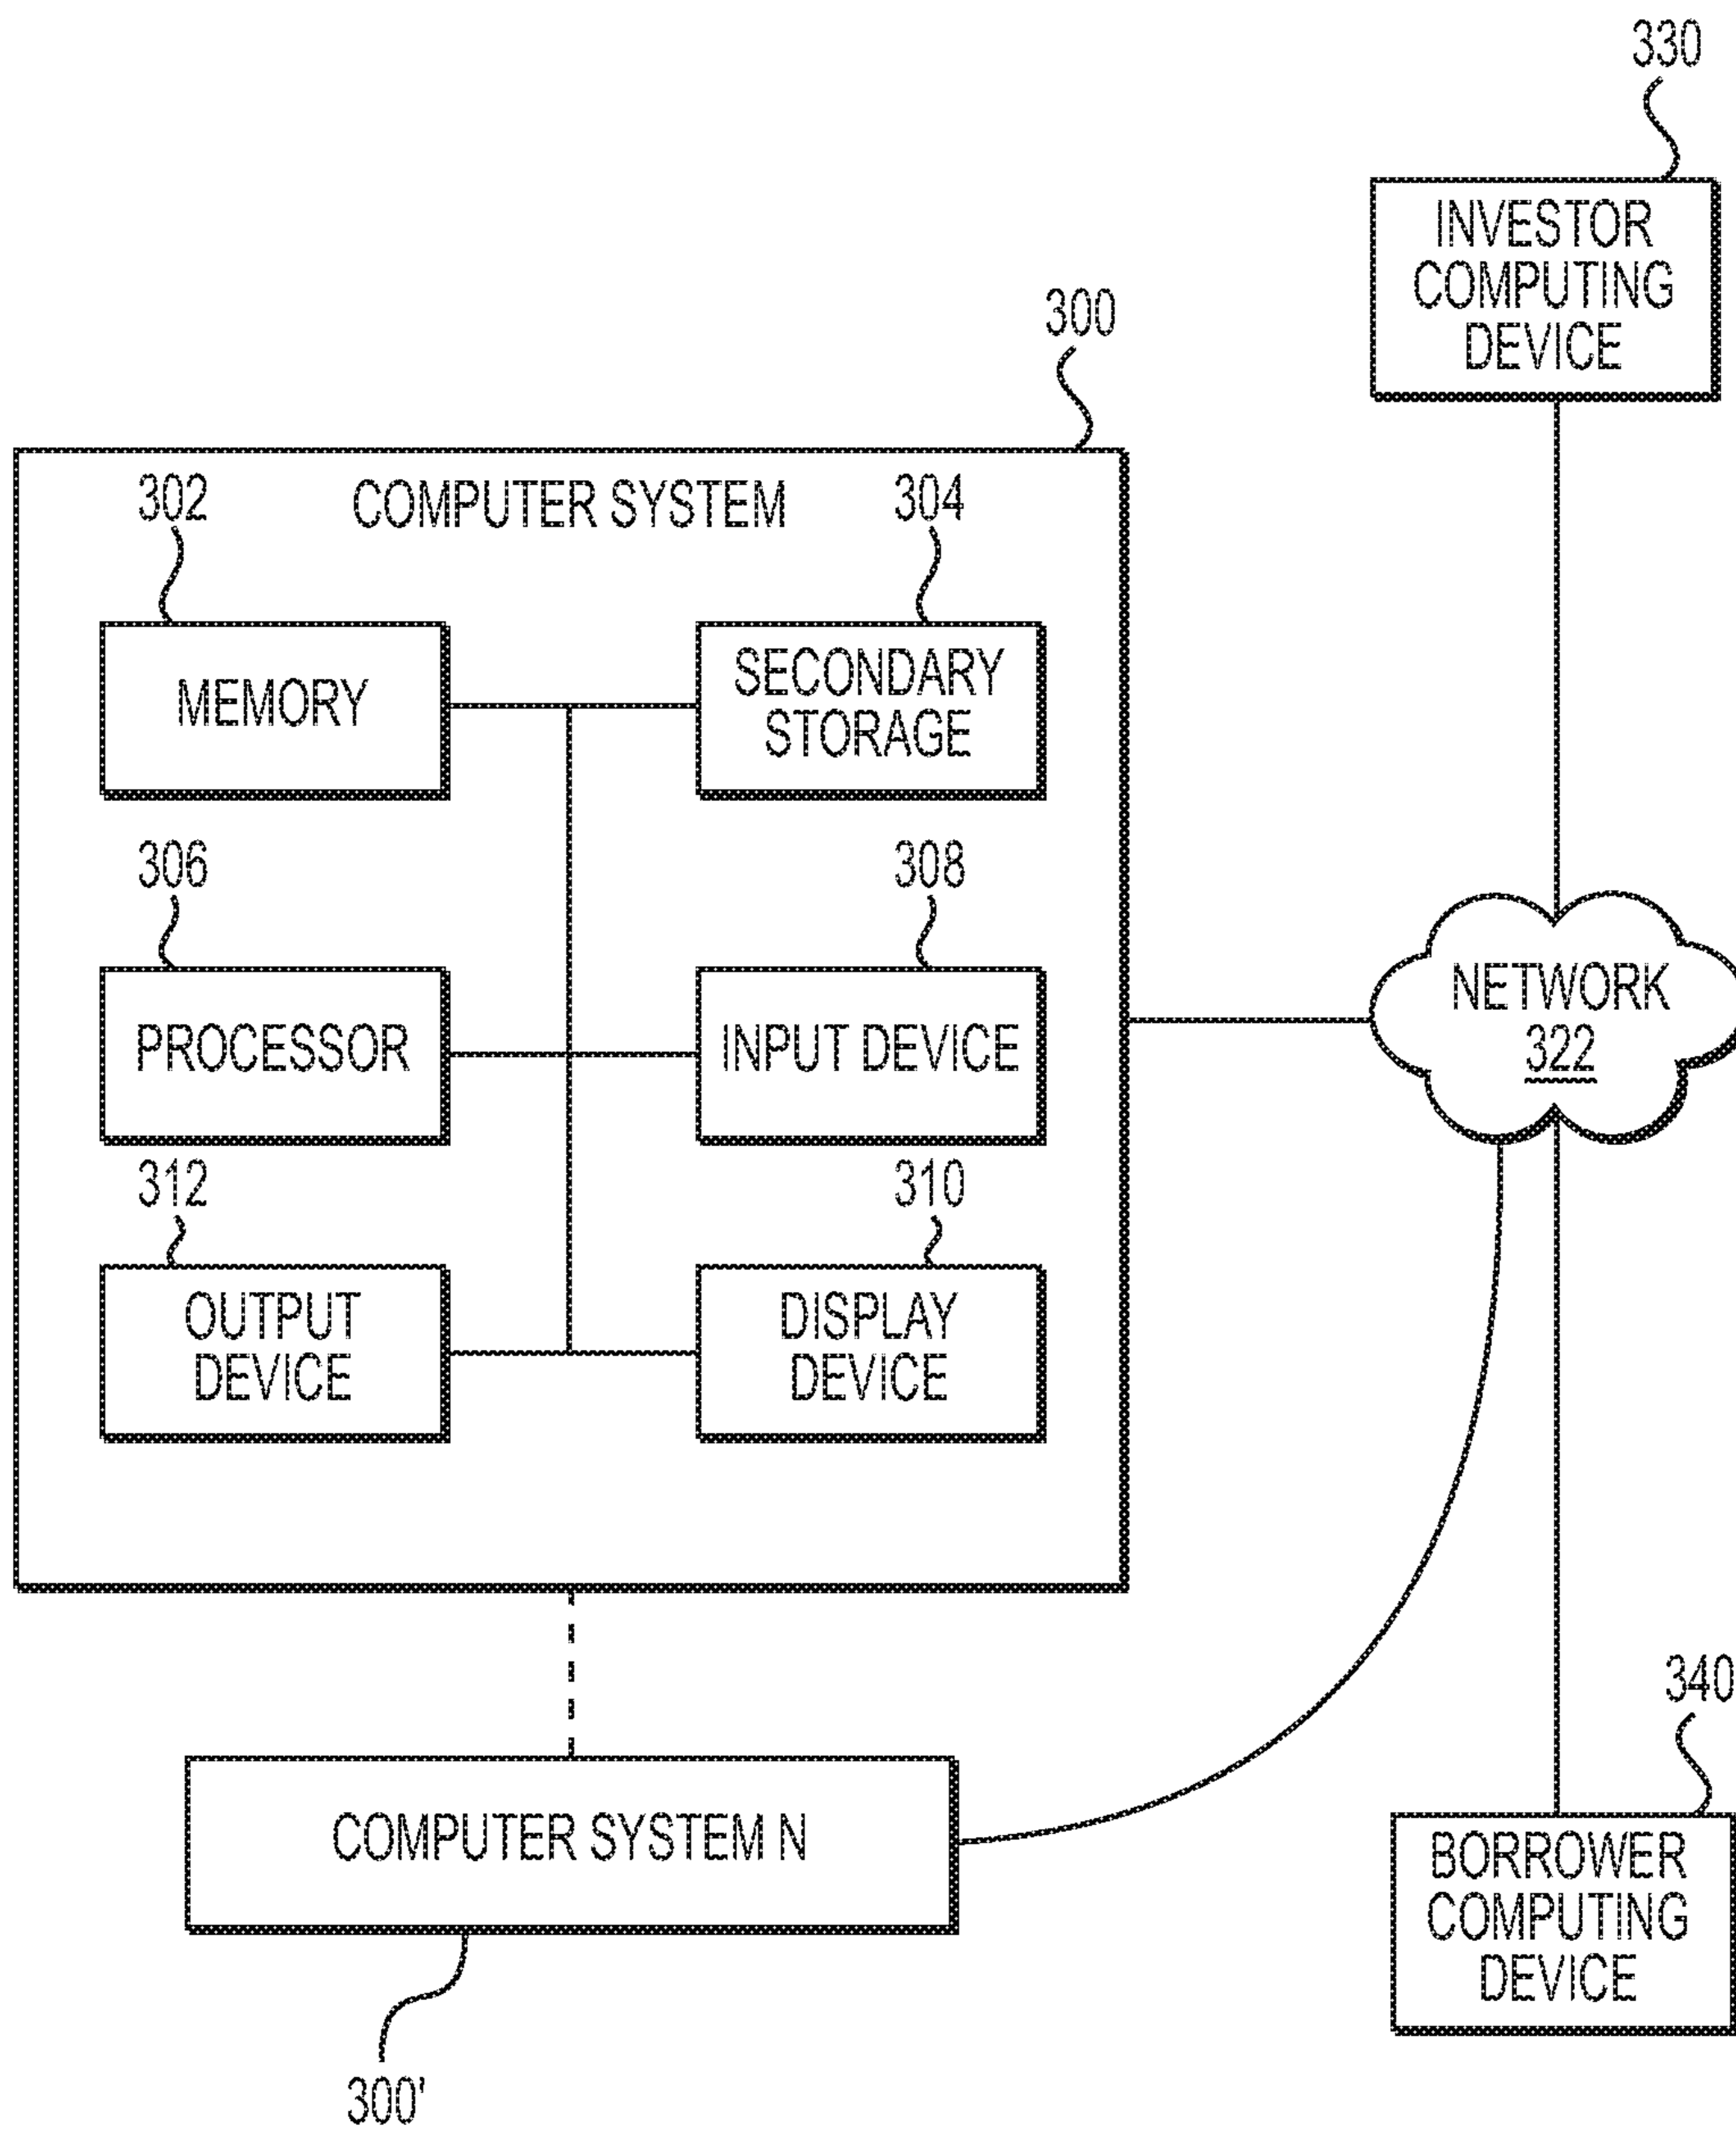 330
INVESTOR
COMPUTING
DEVICE
300
COMPUTER SYSTEM
302
304
MEMORY
SECONDARY
STORAGE
306
308
PROCESSOR
INPUT DEVICE
NETWORK
322
312
310
OUTPUT
DEVICE
DISPLAY
DEVICE
340
COMPUTER SYSTEM N
BORROWER
COMPUTING
DEVICE
300'